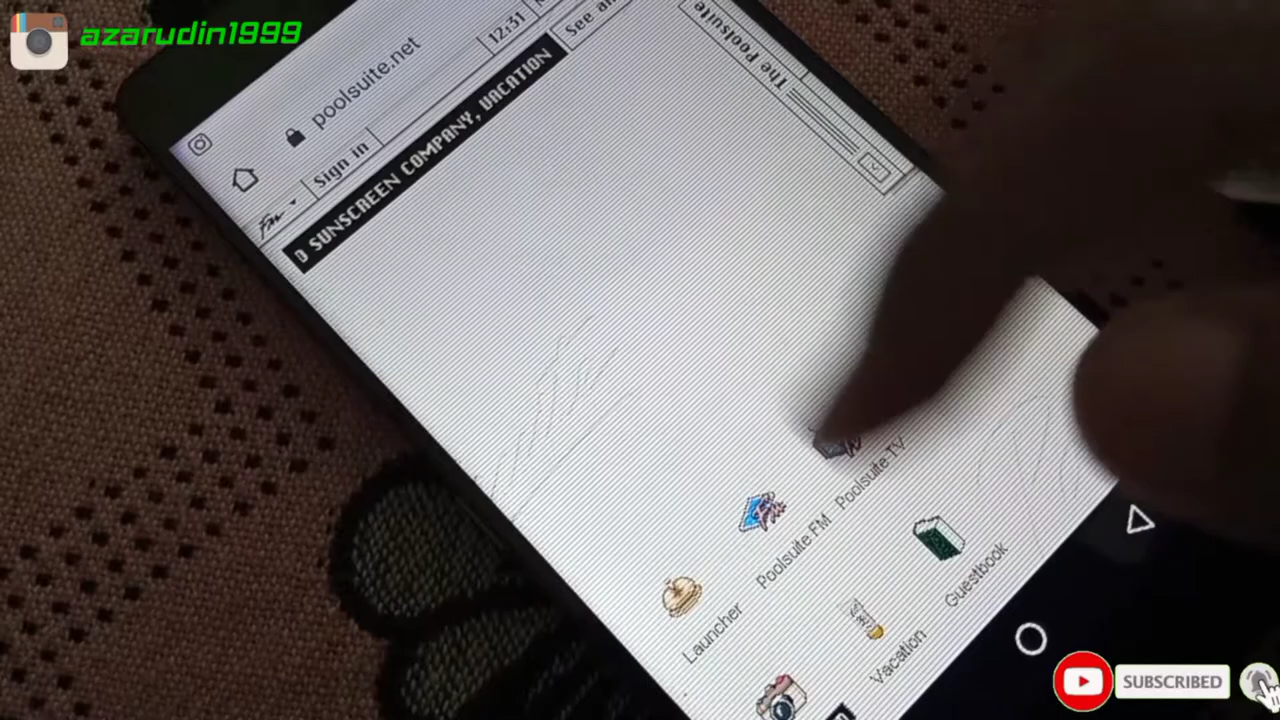 azarudin1999
poolsuite.net
12:31
Sign in
See an
D SUNSCREEN COMPANY, VACATION
The Poolsuite
Poolsuite TV
Poolsuite FM
Launcher
Guestbook
Vacation
SUBSCRIBED